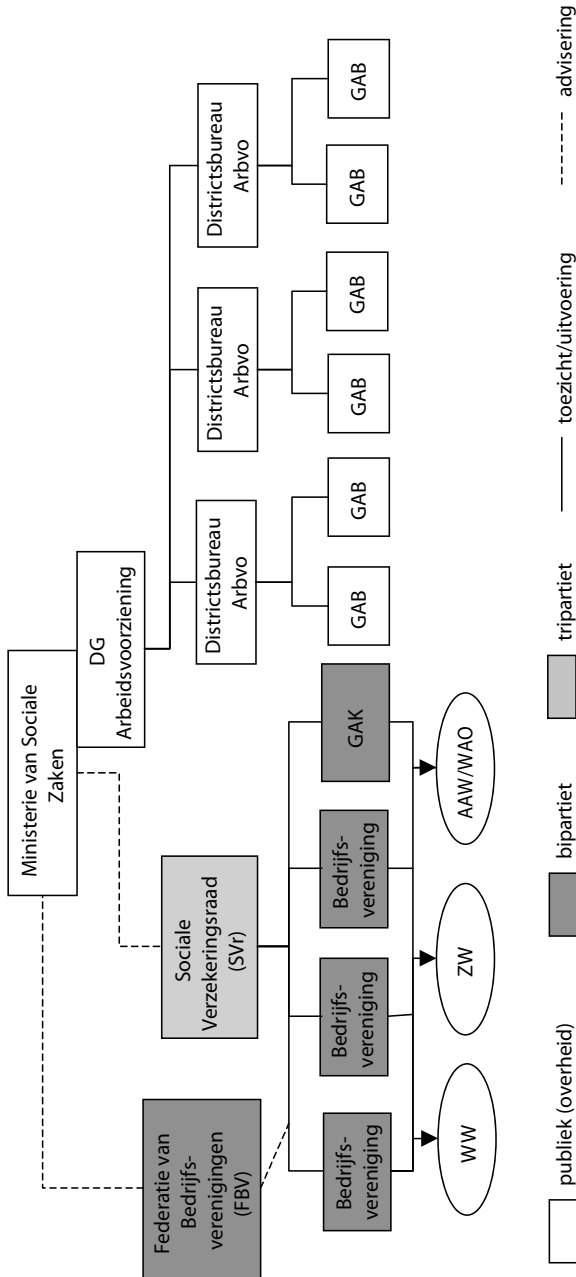 Ministerie van Sociale
Zaken
DG
Arbeidsvoorziening
Federatie van
Bedrijfs-
verenigingen
(FBV)
Sociale
Verzekeringsraad
(SVr)
Districtsbureau
Arbvo
Districtsbureau
Arbvo
Districtsbureau
Arbvo
Bedrijfs-
vereniging
Bedrijfs-
vereniging
Bedrijfs-
vereniging
GAK
GAB
GAB
GAB
GAB
GAB
GAB
WW
ZW
AAW/WAO
publiek (overheid)
bipartiet
tripartiet
toezicht/uitvoering
advisering